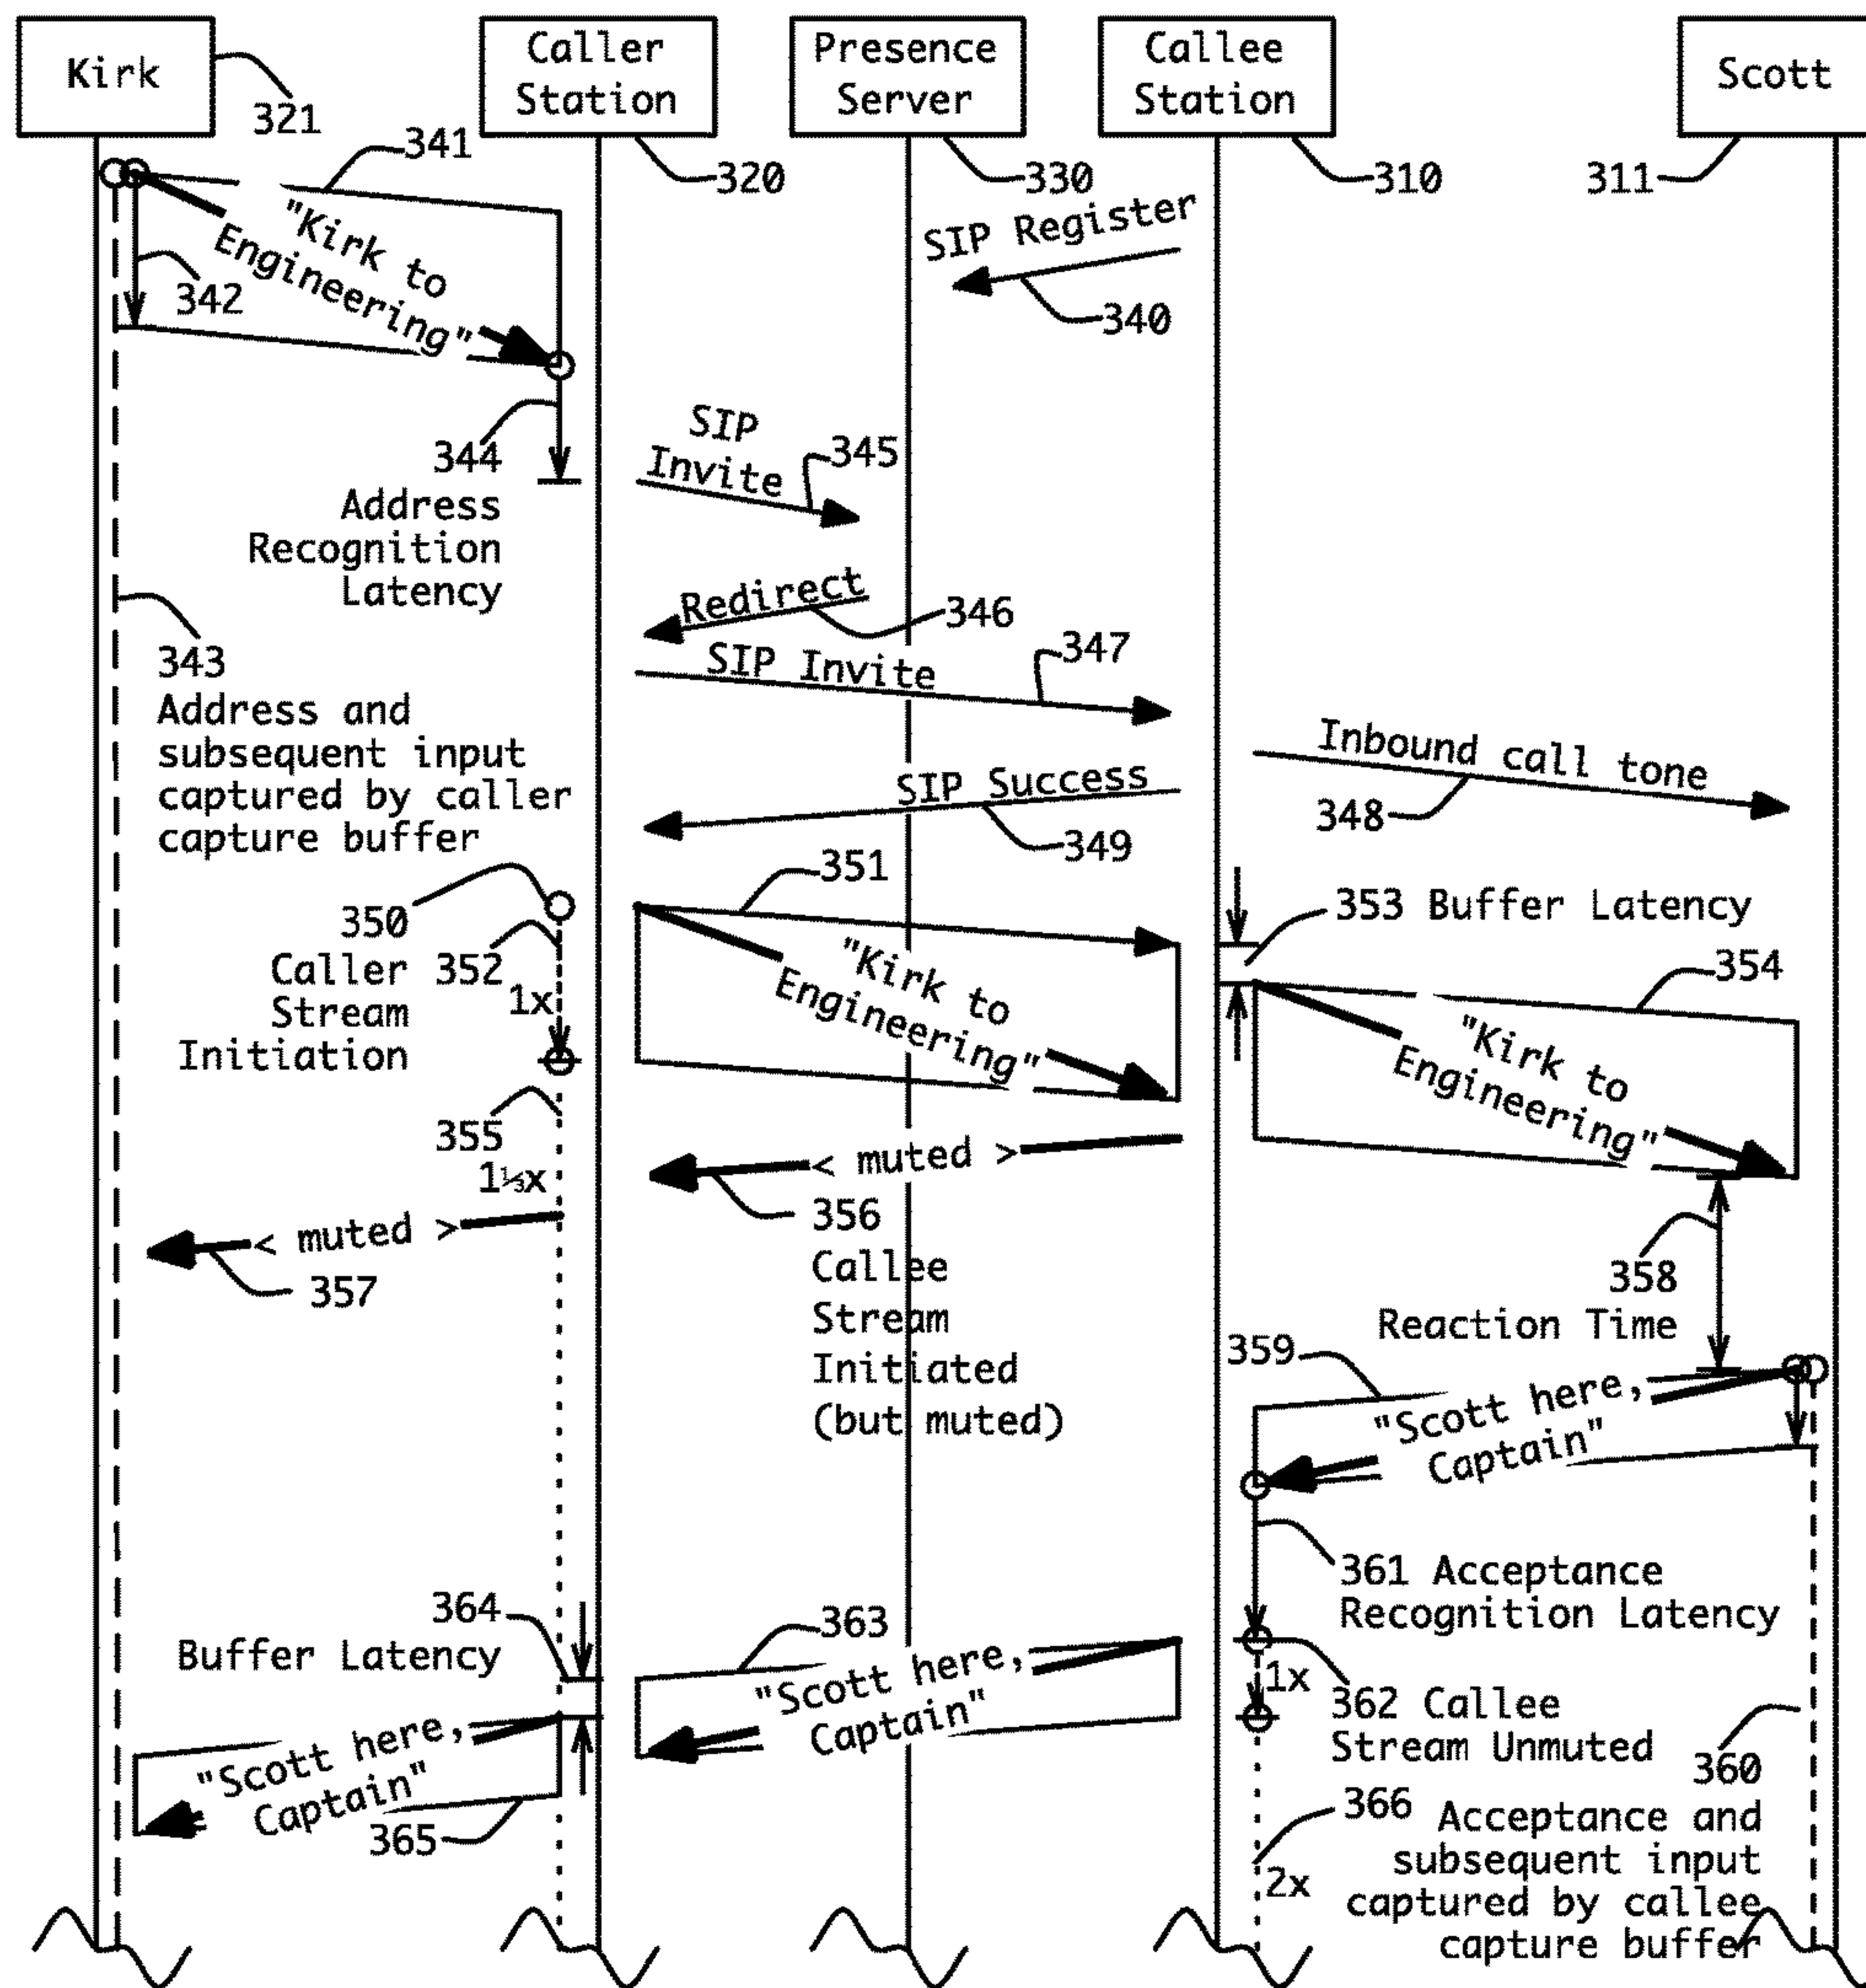 Kirk
Caller
Station
Presence
Server
Callee
Station
Scott
321
341
320
330
310
311
"Kirk to
Engineering"
342
SIP Register
340
344
Address
Recognition
Latency
SIP
Invite
345
Redirect
346
SIP Invite
347
343
Address and
subsequent input
captured by caller
capture buffer
Inbound call tone
348
SIP Success
349
351
350
Caller
Stream
Initiation
352
1x
"Kirk to
Engineering"
353 Buffer Latency
354
"Kirk to
Engineering"
355
1⅓x
< muted >
356
Callee
Stream
Initiated
(but muted)
< muted >
357
358
Reaction Time
359
"Scott here,
Captain"
361 Acceptance
Recognition Latency
364
Buffer Latency
363
"Scott here,
Captain"
1x
362 Callee
Stream Unmuted
360
"Scott here,
Captain"
365
366
2x
Acceptance and
subsequent input
captured by callee
capture buffer